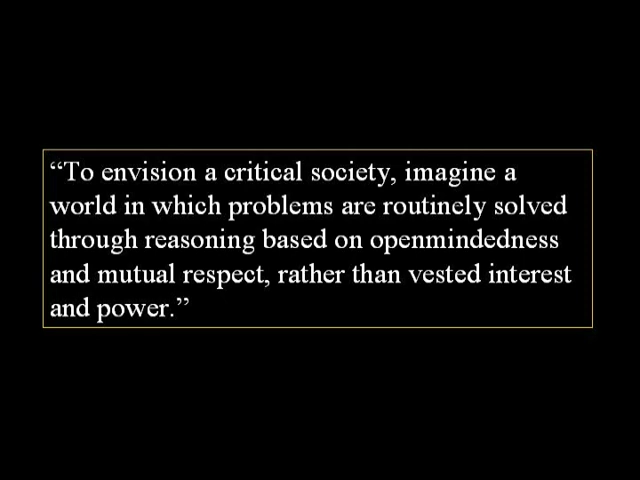 “To envision a critical society, imagine a
world in which problems are routinely solved
through reasoning based on openmindedness
and mutual respect, rather than vested interest
and power.”